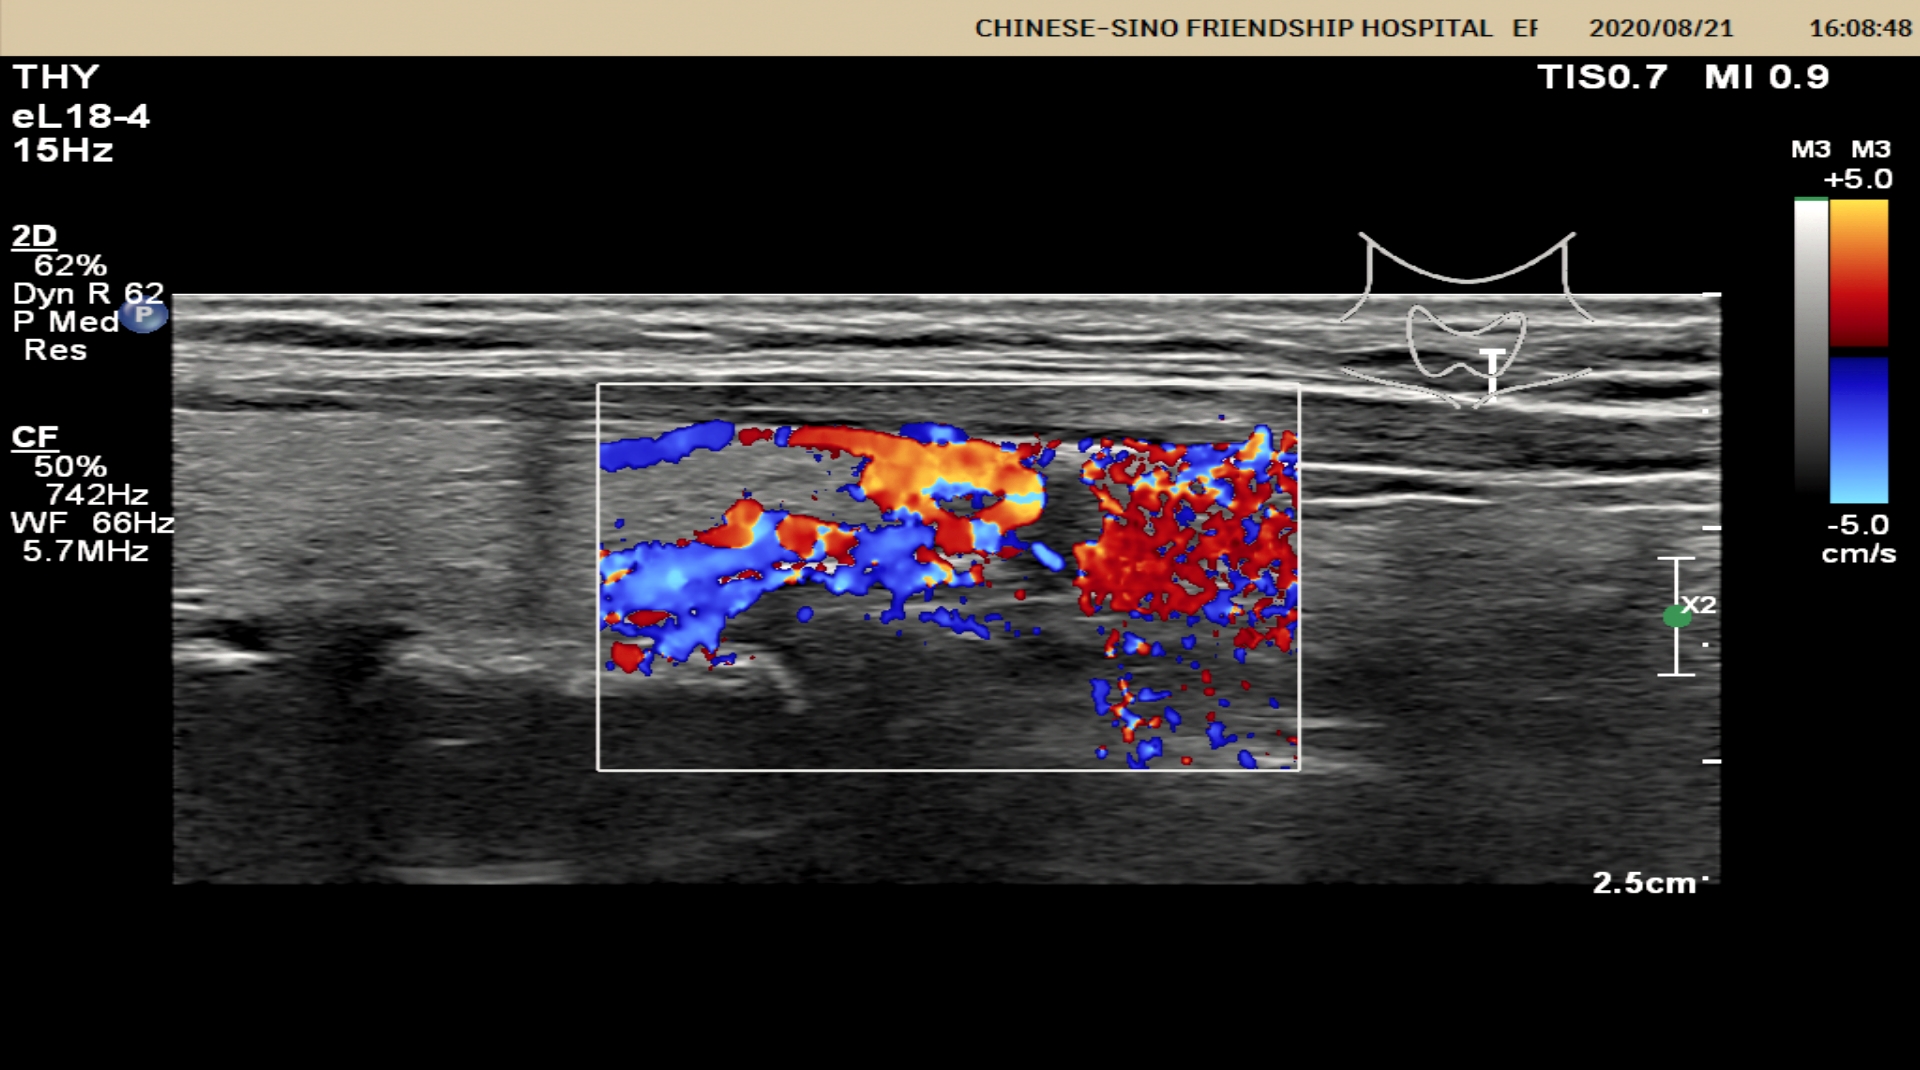 CHINESE-SINO FRIENDSHIP HOSPITAL EF 2020/08/21 16:08:48
THY
eL18-4
15Hz
TIS0.7 MI 0.9
M3 M3
+5.0
2D
62%
Dyn R 62
P Med
Res
P
T
CF
50%
742Hz
WF 66Hz
5.7MHz
-5.0
cm/s
X2
2.5cm